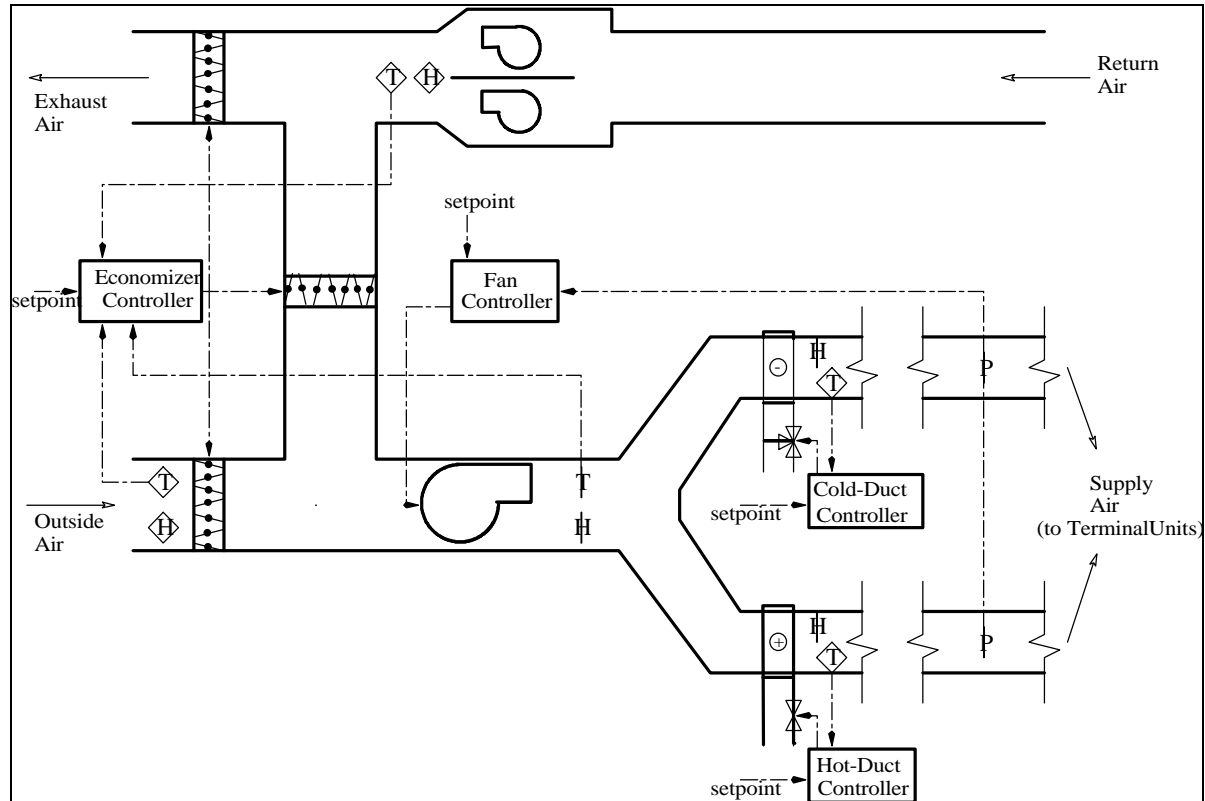 T H
Return
Air
Exhaust
Air
setpoint
Economizer
Controller
setpoint
Fan
Controller
H
-
T
P
T
T
H
H
Outside
Air
Cold-Duct
Controller
setpoint
Supply
Air
(to TerminalUnits)
H
+
T
P
Hot-Duct
Controller
setpoint